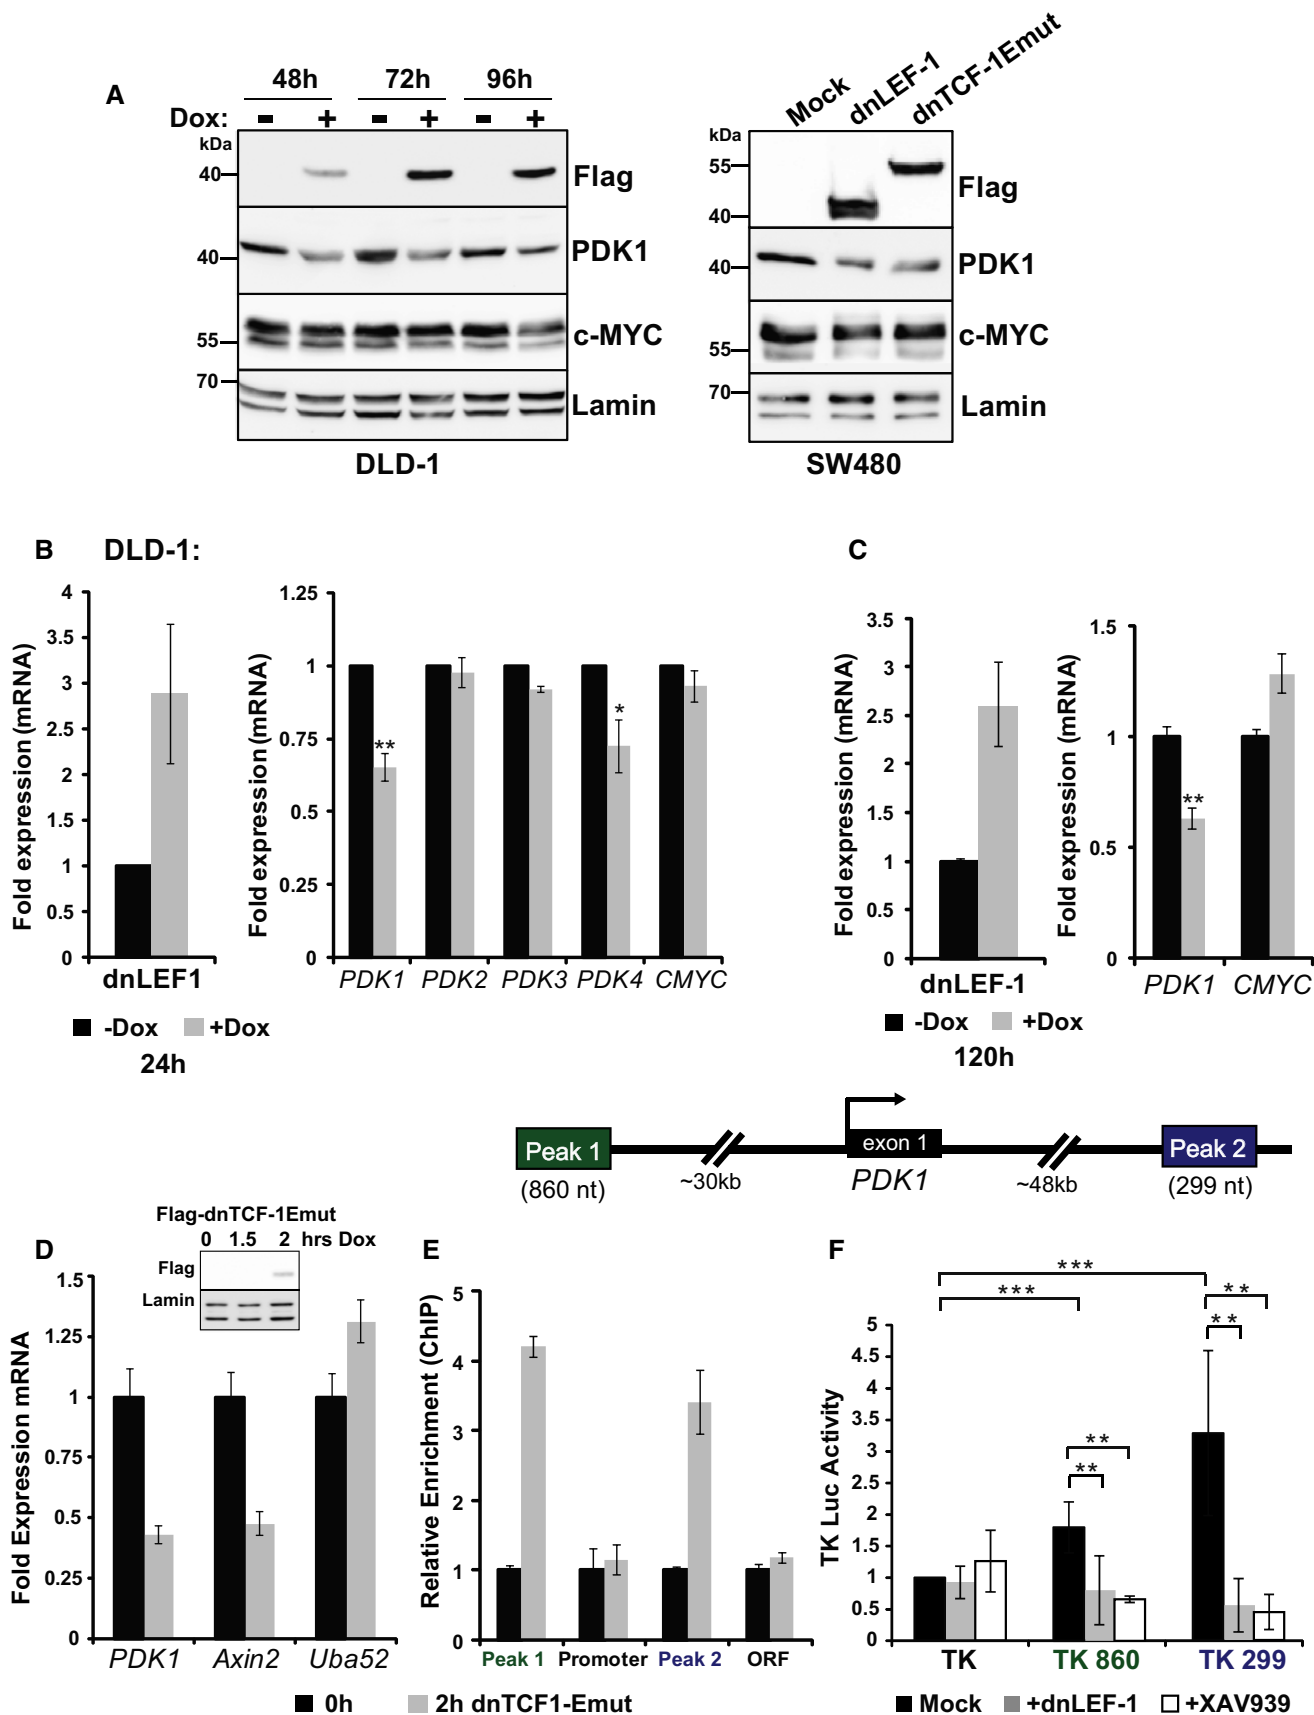 A
48h 72h 96h
Dox: - + - + - +
kDa
40
Flag
40
PDK1
55
c-MYC
70
Lamin
DLD-1
Mock dnLEF-1 dnTCF-1Emut
kDa
55
40
Flag
40
PDK1
55
c-MYC
70
Lamin
SW480
B DLD-1:
Fold expression (mRNA)
4
3.5
3
2.5
2
1.5
1
0.5
0
dnLEF1
Fold expression (mRNA)
1.25
1
0.75
0.5
0.25
0
**
*
PDK1 PDK2 PDK3 PDK4 CMYC
-Dox +Dox
24h
C
Fold expression (mRNA)
3.5
3
2.5
2
1.5
1
0.5
0
dnLEF-1
Fold expression (mRNA)
1.5
1
0.5
0
**
PDK1 CMYC
-Dox +Dox
120h
Peak 1
(860 nt)
~30kb
exon 1
PDK1
~48kb
Peak 2
(299 nt)
D
Flag-dnTCF-1Emut
0 1.5 2 hrs Dox
Flag
Lamin
Fold Expression mRNA
1.5
1.25
1
0.75
0.5
0.25
0
PDK1 Axin2 Uba52
E
Relative Enrichment (ChIP)
5
4
3
2
1
0
Peak 1 Promoter Peak 2 ORF
0h 2h dnTCF1-Emut
F
TK Luc Activity
5
4.5
4
3.5
3
2.5
2
1.5
1
0.5
0
***
***
**
**
**
**
TK TK 860 TK 299
Mock +dnLEF-1 +XAV939